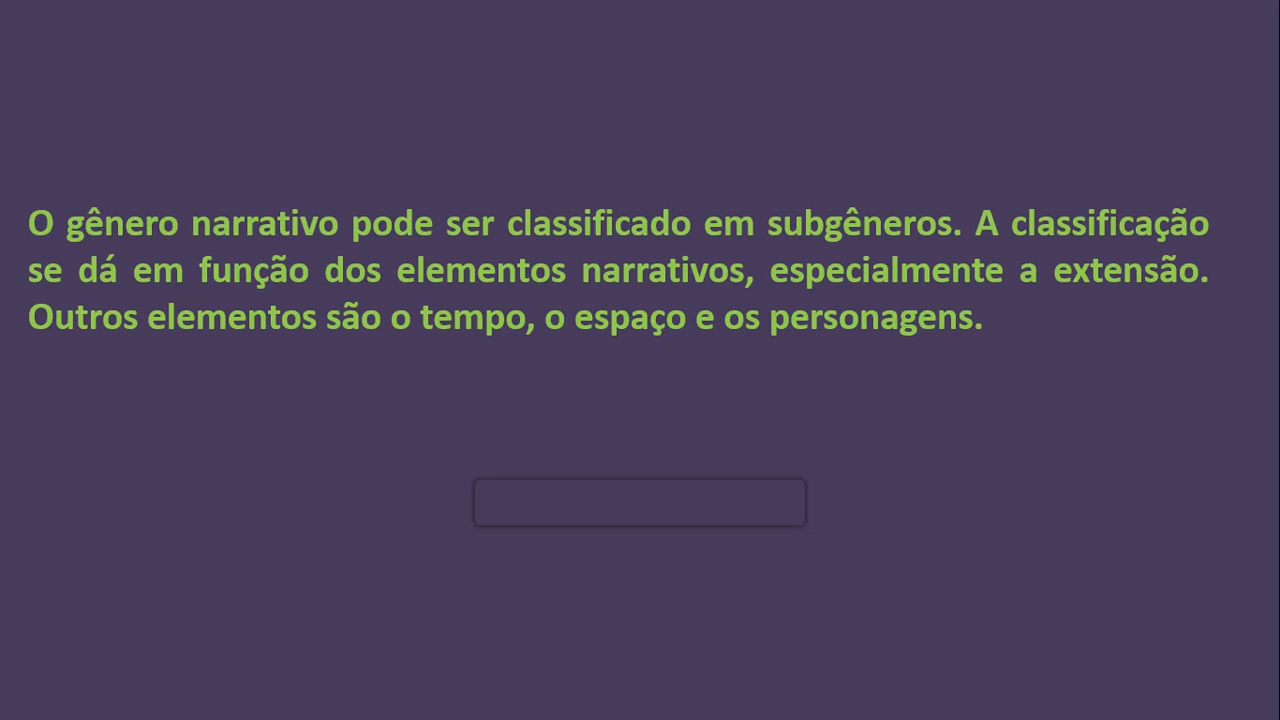 O gênero narrativo pode ser classificado em subgêneros. A classificação
se dá em função dos elementos narrativos, especialmente a extensão.
Outros elementos são o tempo, o espaço e os personagens.